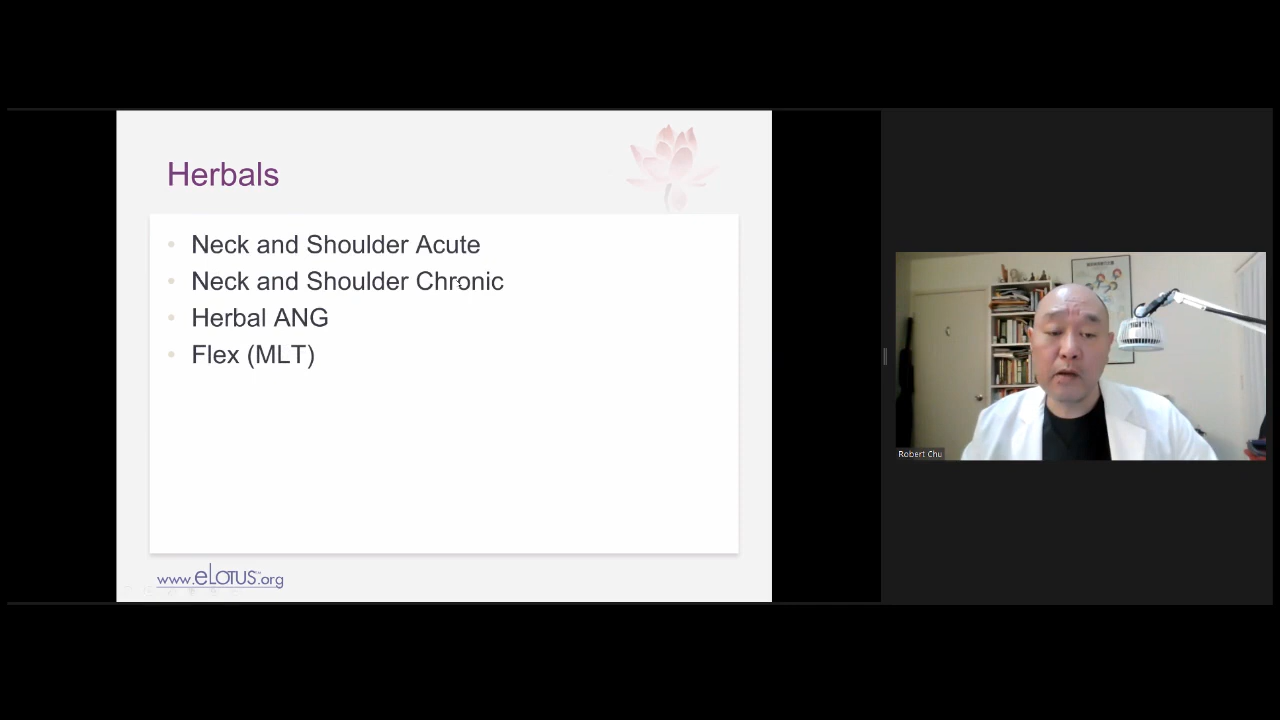 Herbals
• Neck and Shoulder Acute
• Neck and Shoulder Chronic
• Herbal ANG
• Flex (MLT)
www.eLOTUS.org
Robert Chu